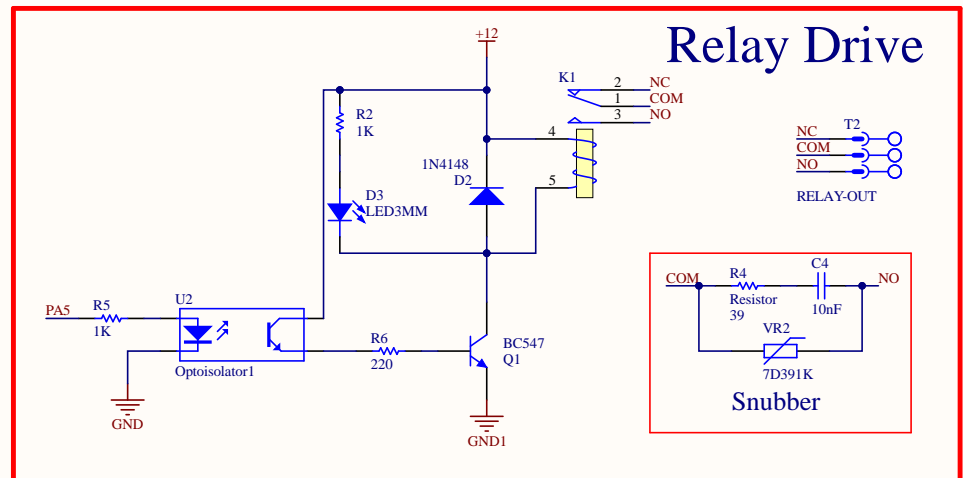 Relay Drive
+12
K1
2 NC
1 COM
3 NO
R2
1K
4
5
1N4148
D2
D3
LED3MM
NC
COM
NO
T2
RELAY-OUT
PA5
R5
1K
U2
Optoisolator1
R6
220
BC547
Q1
GND
GND1
COM
R4
Resistor
39
C4
10nF
NO
VR2
7D391K
Snubber